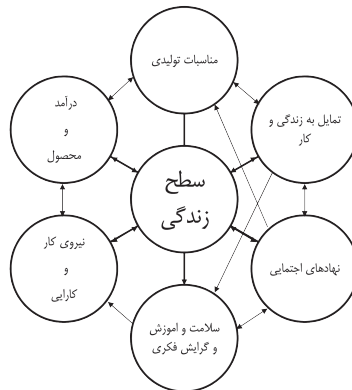 مناسبات تولیدی
تمایل به زندگی و
کار
درآمد
و
محصول
سطح
زندگی
نهادهای اجتمایی
نیروی کار
و
کارایی
سلامت و اموزش
و گرایش فکری